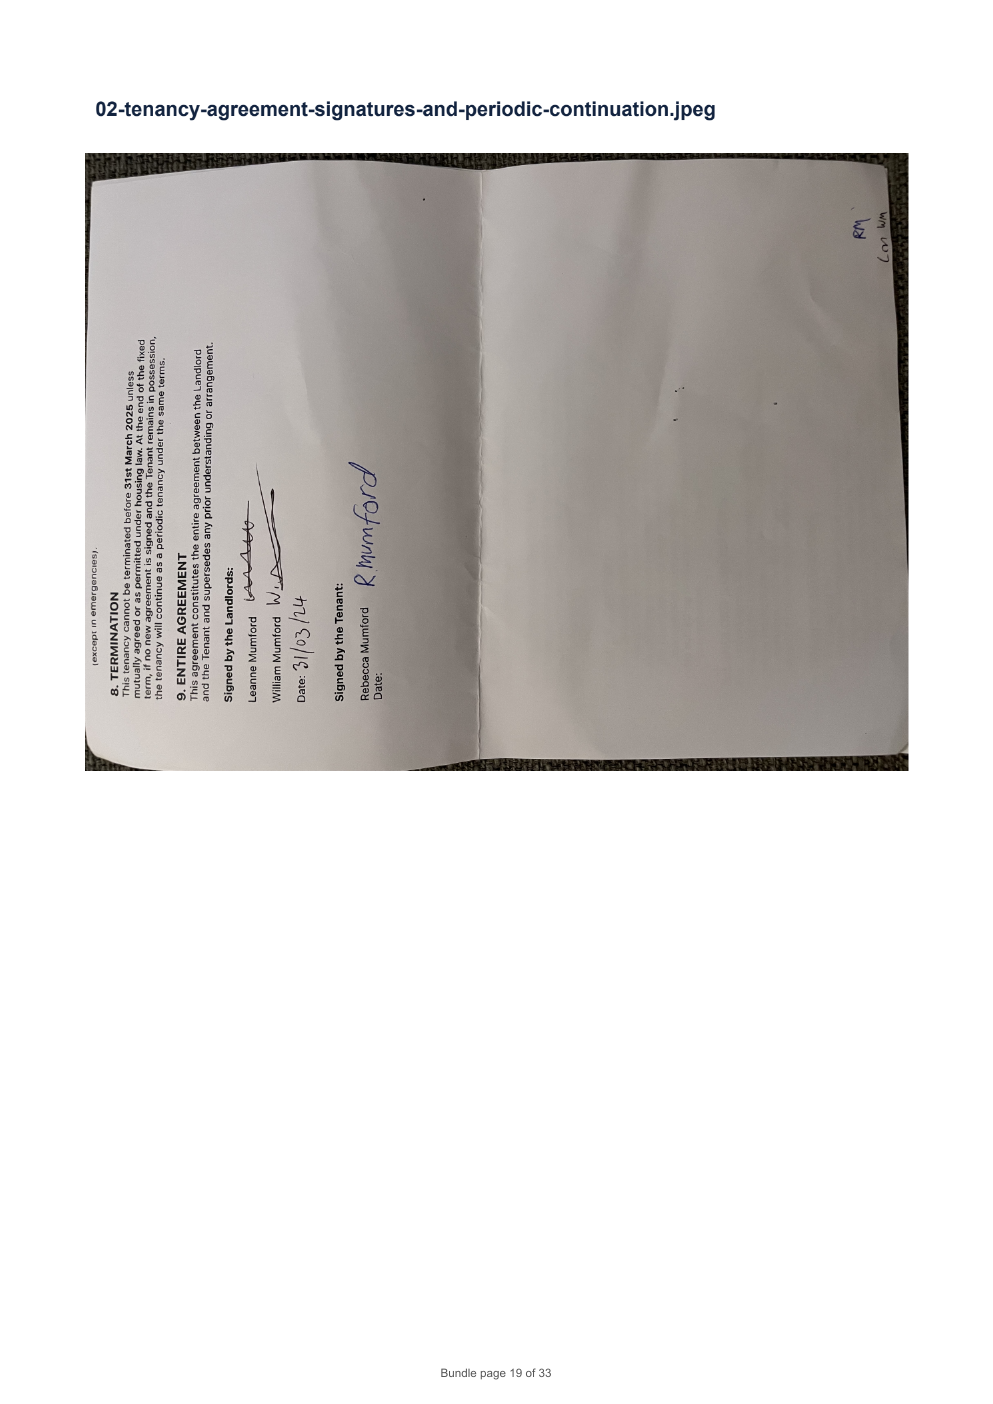 02-tenancy-agreement-signatures-and-periodic-continuation.jpeg
(except in emergencies).
8. TERMINATION
This tenancy cannot be terminated before 31st March 2025 unless
mutually agreed or as permitted under housing law. At the end of the fixed
term, if no new agreement is signed and the Tenant remains in possession,
the tenancy will continue as a periodic tenancy under the same terms.
9. ENTIRE AGREEMENT
This agreement constitutes the entire agreement between the Landlord
and the Tenant and supersedes any prior understanding or arrangement.
Signed by the Landlords:
Leanne Mumford
William Mumford
Date: 31/03/24
Signed by the Tenant:
Rebecca Mumford R.Mumford
Date:
RM
WM
Bundle page 19 of 33